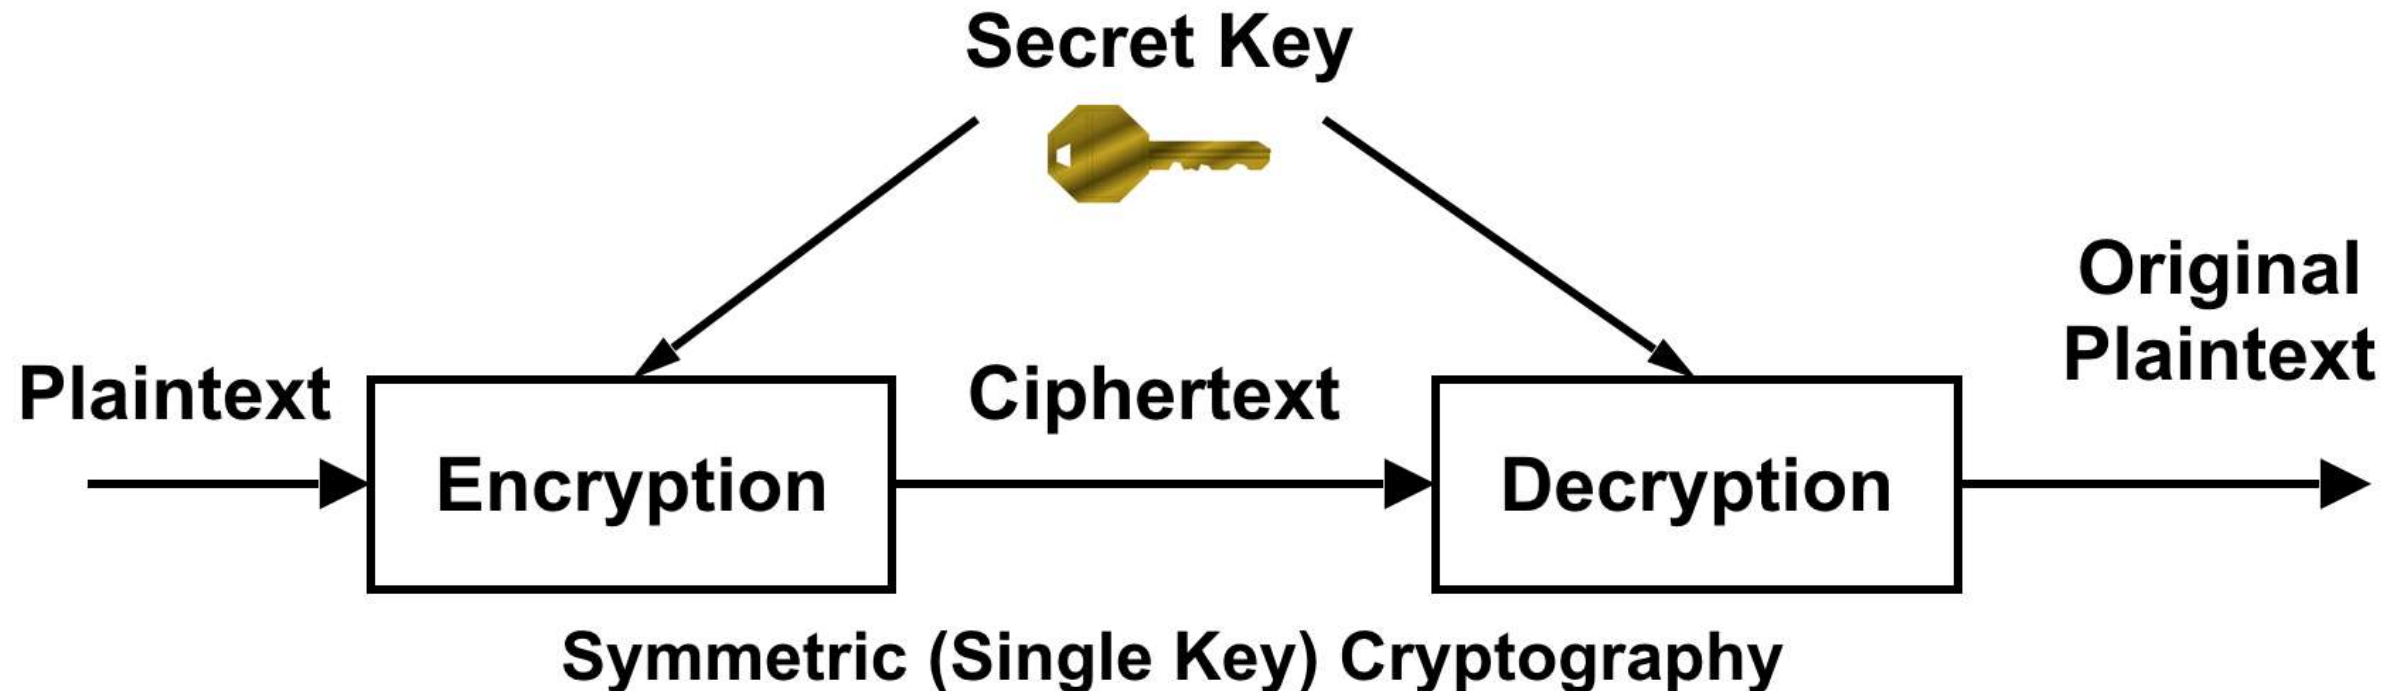 Secret Key
Original
Plaintext
Plaintext
Ciphertext
Encryption
Decryption
Symmetric (Single Key) Cryptography